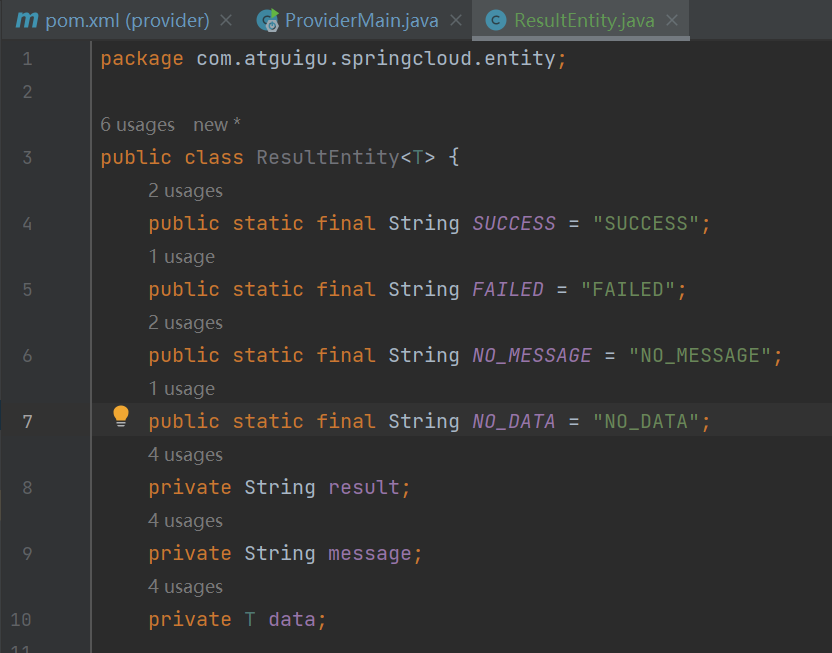 m pom.xml (provider) × C ProviderMain.java × C ResultEntity.java ×
1 package com.atguigu.springcloud.entity;
2
6 usages new *
3 public class ResultEntity<T> {
2 usages
4 public static final String SUCCESS = "SUCCESS";
1 usage
5 public static final String FAILED = "FAILED";
2 usages
6 public static final String NO_MESSAGE = "NO_MESSAGE";
1 usage
7 public static final String NO_DATA = "NO_DATA";
4 usages
8 private String result;
4 usages
9 private String message;
4 usages
10 private T data;
11